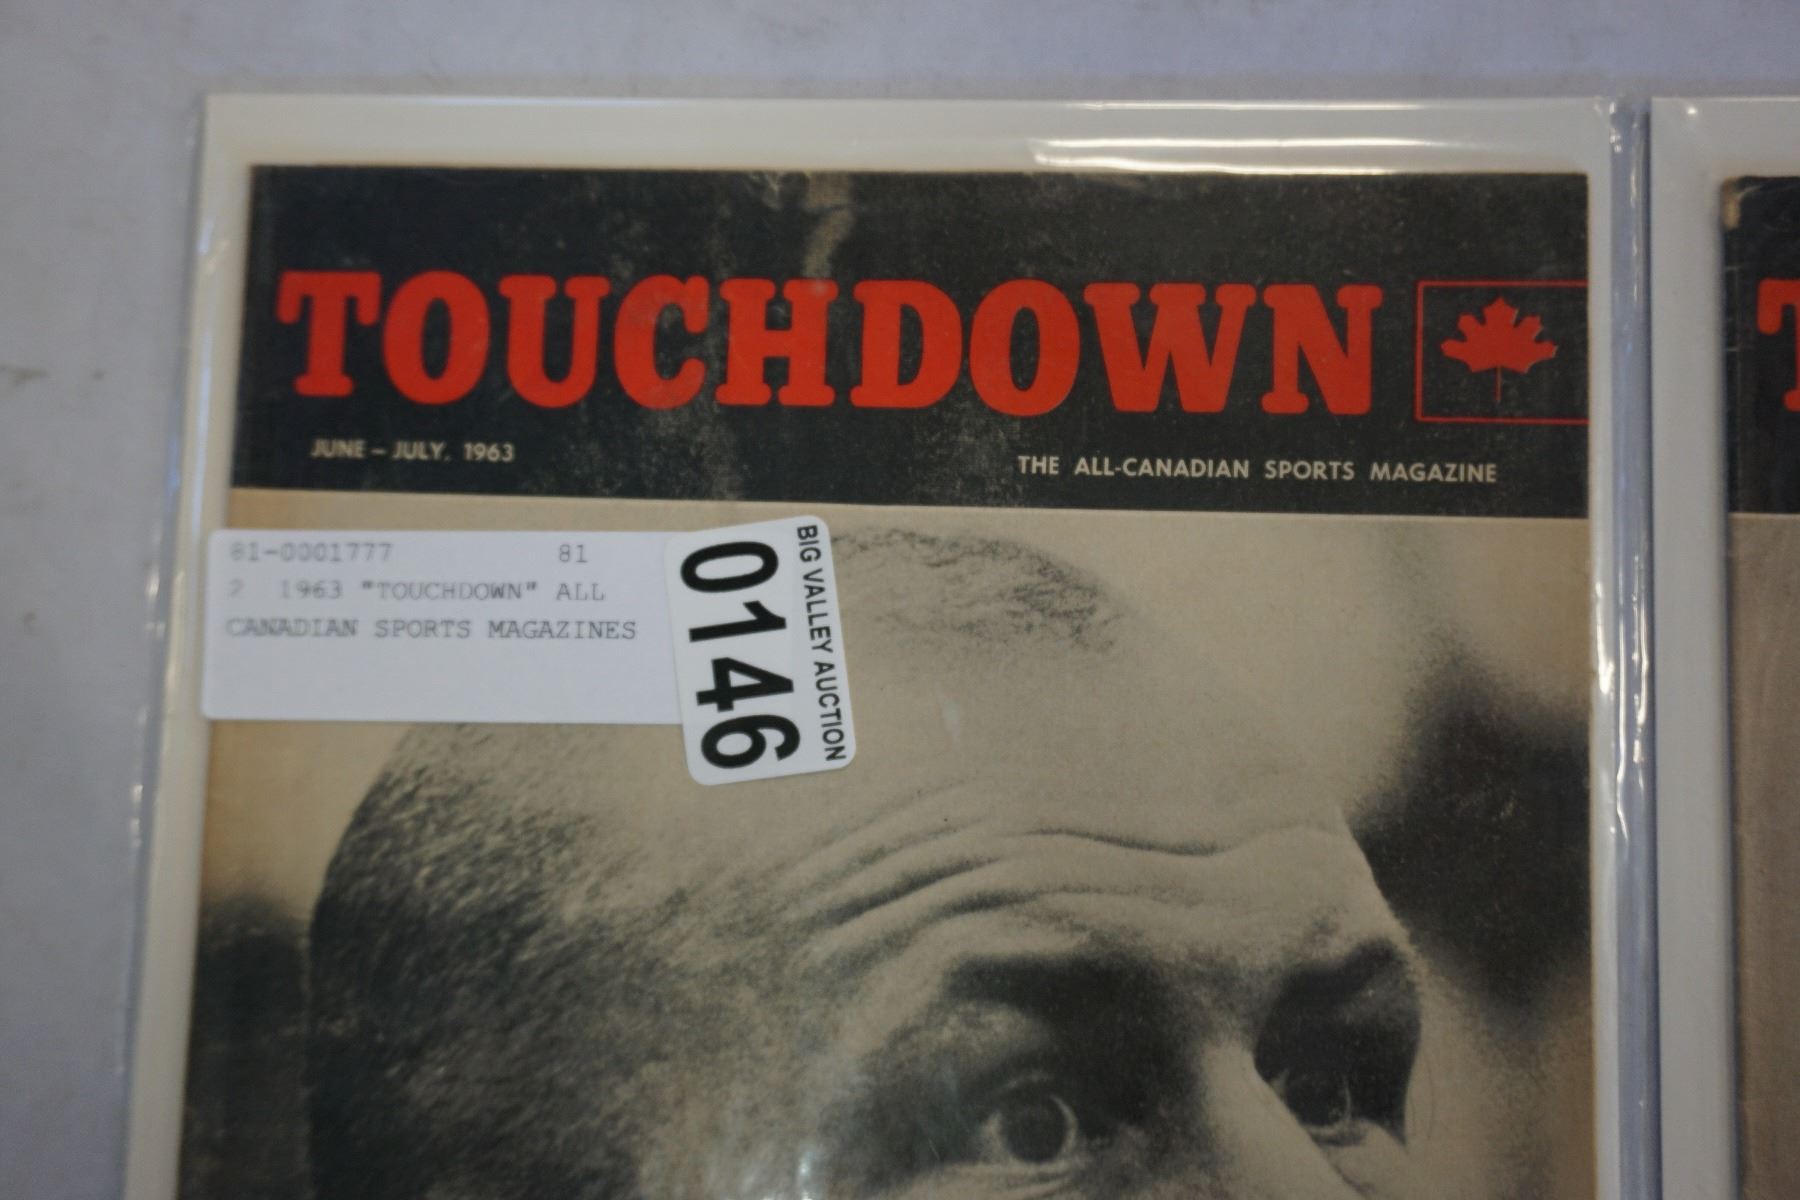 TOUCHDOWN
JUNE – JULY, 1963
THE ALL-CANADIAN SPORTS MAGAZINE
81-0001777 81
2 1963 "TOUCHDOWN" ALL
CANADIAN SPORTS MAGAZINES
0146
BIG VALLEY AUCTION
T